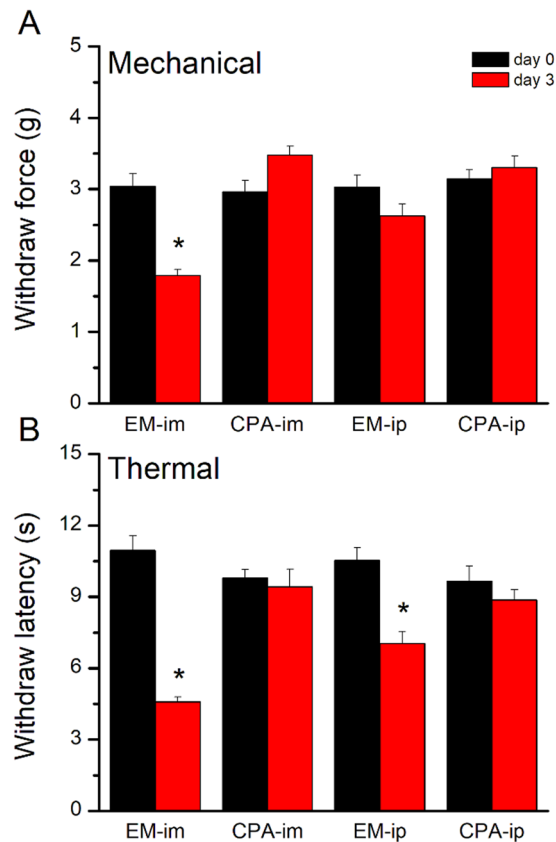 A
Mechanical
day 0
day 3
Withdraw force (g)
5
4
3
2
1
0
*
EM-im CPA-im EM-ip CPA-ip
B
Thermal
Withdraw latency (s)
15
12
9
6
3
0
*
*
EM-im CPA-im EM-ip CPA-ip